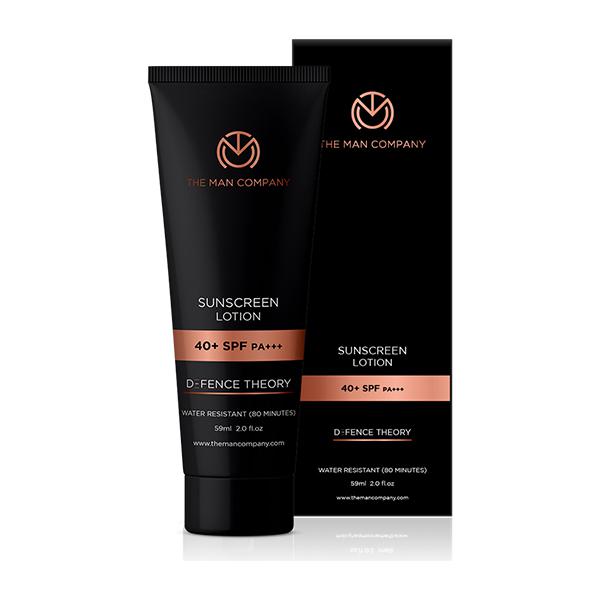 THE MAN COMPANY
SUNSCREEN
LOTION
40+ SPF PA+++
D-FENCE THEORY
WATER RESISTANT (80 MINUTES)
59ml 2.0 fl.oz
www.themancompany.com
THE MAN COMPANY
SUNSCREEN
LOTION
40+ SPF PA+++
D-FENCE THEORY
WATER RESISTANT (80 MINUTES)
59ml 2.0 fl.oz
www.themancompany.com